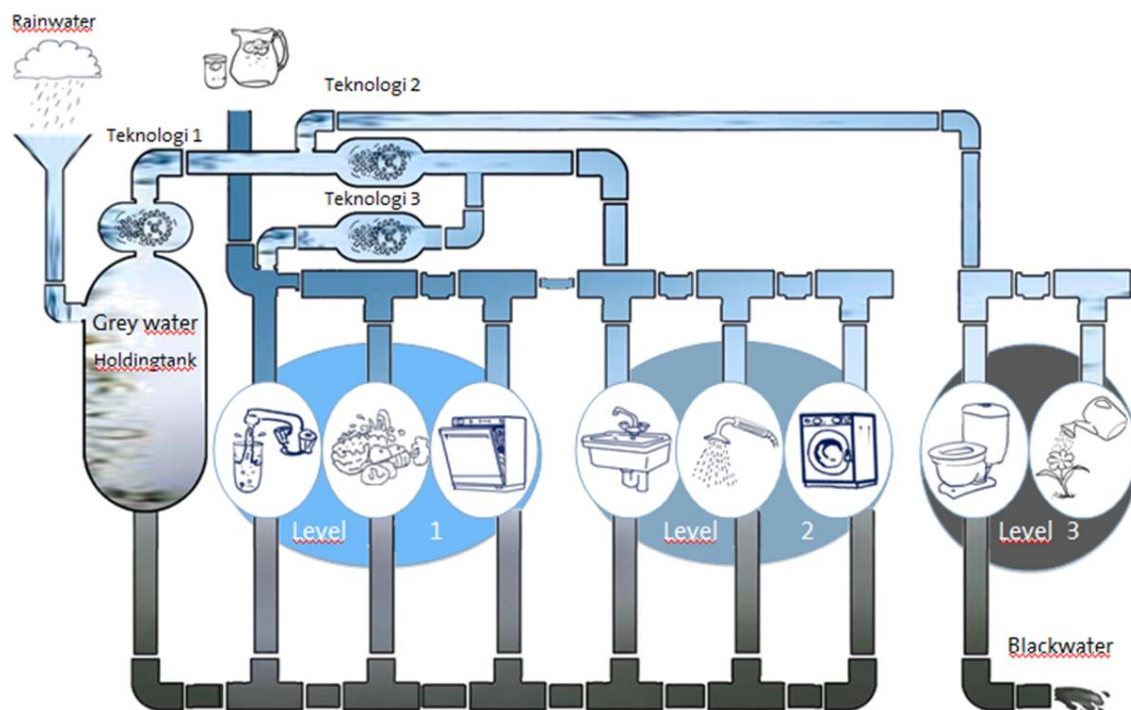 Rainwater
Teknologi 2
Teknologi 1
Teknologi 3
Grey water
Holdingtank
Level 1
Level 2
Level 3
Blackwater